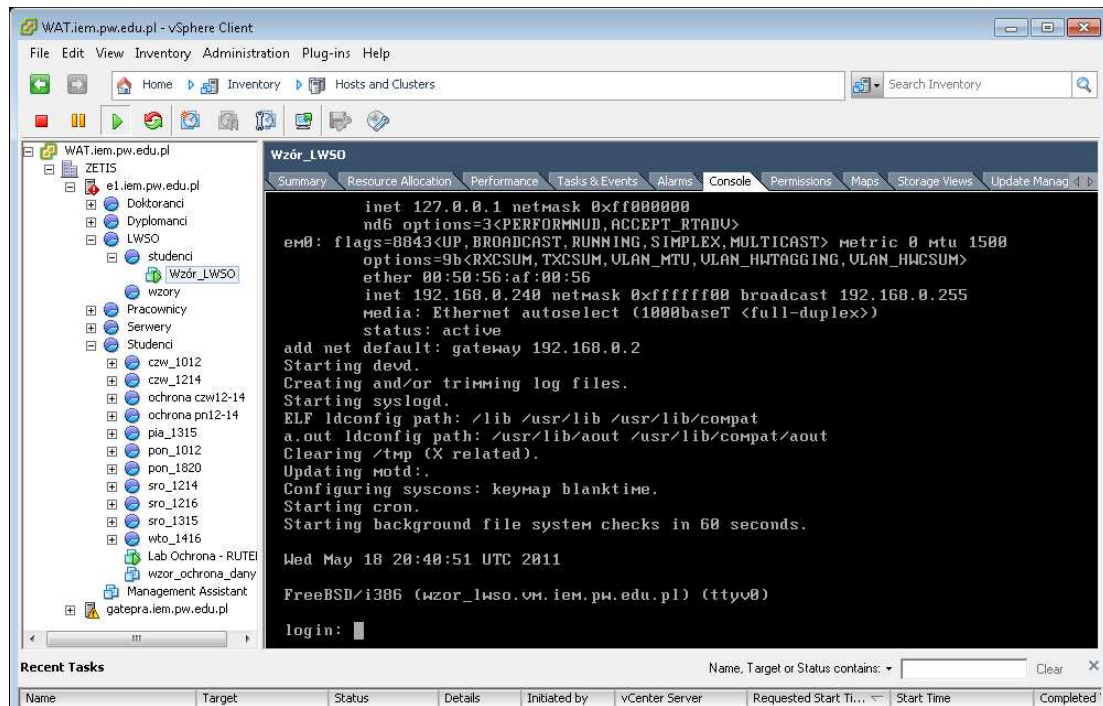 WAT.iem.pw.edu.pl - vSphere Client
File Edit View Inventory Administration Plug-ins Help
Home Inventory Hosts and Clusters Search Inventory
WAT.iem.pw.edu.pl
ZETIS
e1.iem.pw.edu.pl
Doktoranci
Dyplomanci
LWSO
studenci
Wzór_LWSO
wzory
Pracownicy
Serwery
Studenci
czw_1012
czw_1214
ochrona czw12-14
ochrona pn12-14
pia_1315
pon_1012
pon_1820
sro_1214
sro_1216
sro_1315
wto_1416
Lab Ochrona - RUTE
wzor_ochrona_dany
Management Assistant
gatepra.iem.pw.edu.pl
Wzór_LWSO
Summary Resource Allocation Performance Tasks & Events Alarms Console Permissions Maps Storage Views Update Manag
inet 127.0.0.1 netmask 0xff000000
nd6 options=3<PERFORMNUD,ACCEPT_RTADV>
em0: flags=8843<UP,BROADCAST,RUNNING,SIMPLEX,MULTICAST> metric 0 mtu 1500
options=9b<RXCSUM,TXCSUM,VLAN_MTU,VLAN_HWTAGGING,VLAN_HWCSUM>
ether 00:50:56:af:00:56
inet 192.168.0.240 netmask 0xffffff00 broadcast 192.168.0.255
media: Ethernet autoselect (1000baseT <full-duplex>)
status: active
add net default: gateway 192.168.0.2
Starting devd.
Creating and/or trimming log files.
Starting syslogd.
ELF ldconfig path: /lib /usr/lib /usr/lib/compat
a.out ldconfig path: /usr/lib/aout /usr/lib/compat/aout
Clearing /tmp (X related).
Updating motd:.
Configuring syscons: keymap blanktime.
Starting cron.
Starting background file system checks in 60 seconds.
Wed May 18 20:40:51 UTC 2011
FreeBSD/i386 (wzor_lwso.vm.iem.pw.edu.pl) (ttyv0)
login:
Recent Tasks Name, Target or Status contains: Clear
Name Target Status Details Initiated by vCenter Server Requested Start Ti... Start Time Completed